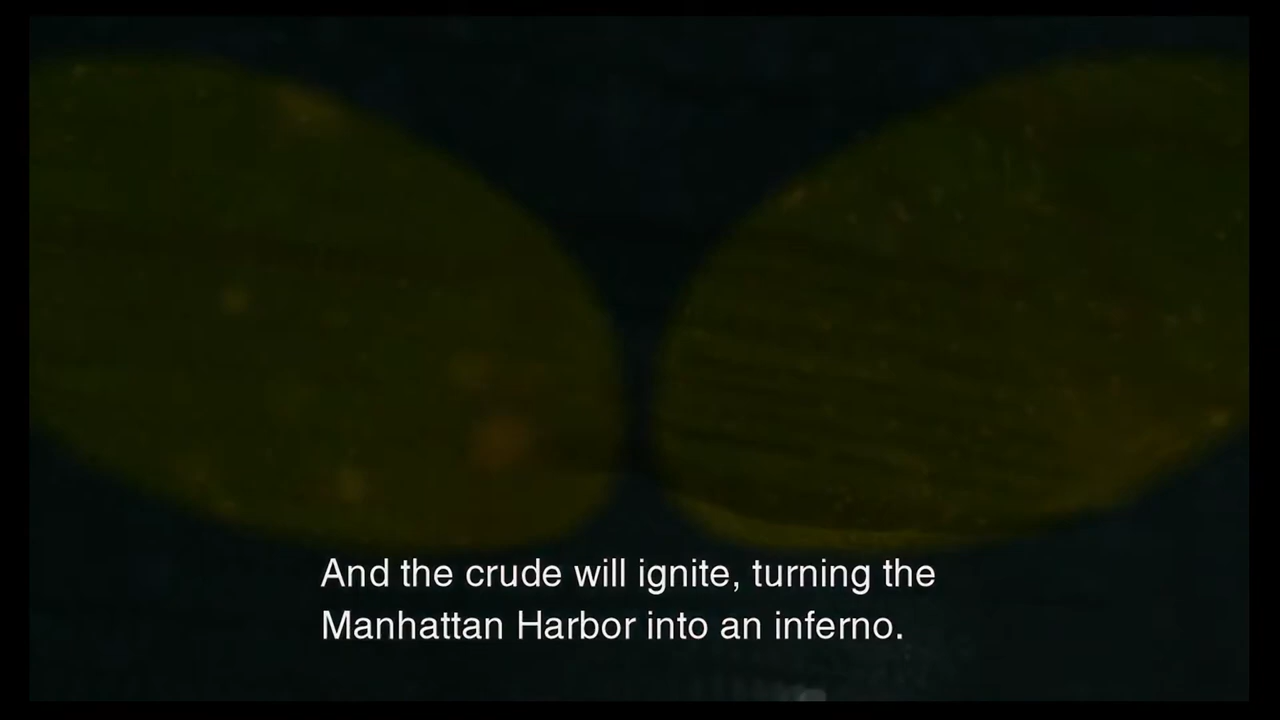 And the crude will ignite, turning the
Manhattan Harbor into an inferno.